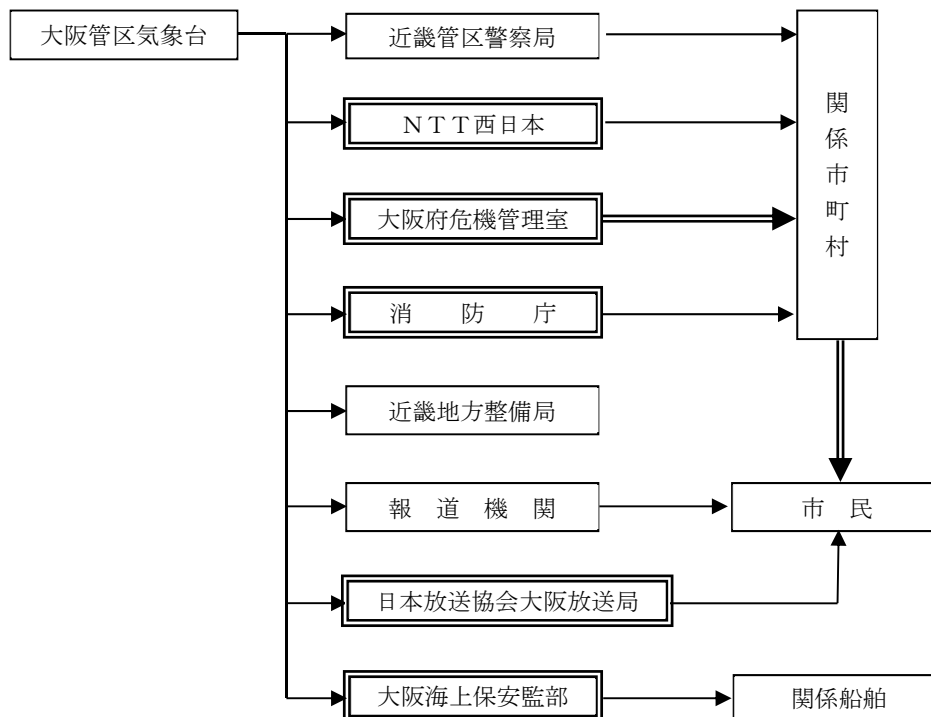 大阪管区気象台
近畿管区警察局
ＮＴＴ西日本
大阪府危機管理室
消　防　庁
近畿地方整備局
報　道　機　関
日本放送協会大阪放送局
大阪海上保安監部
関係市町村
市　民
関係船舶